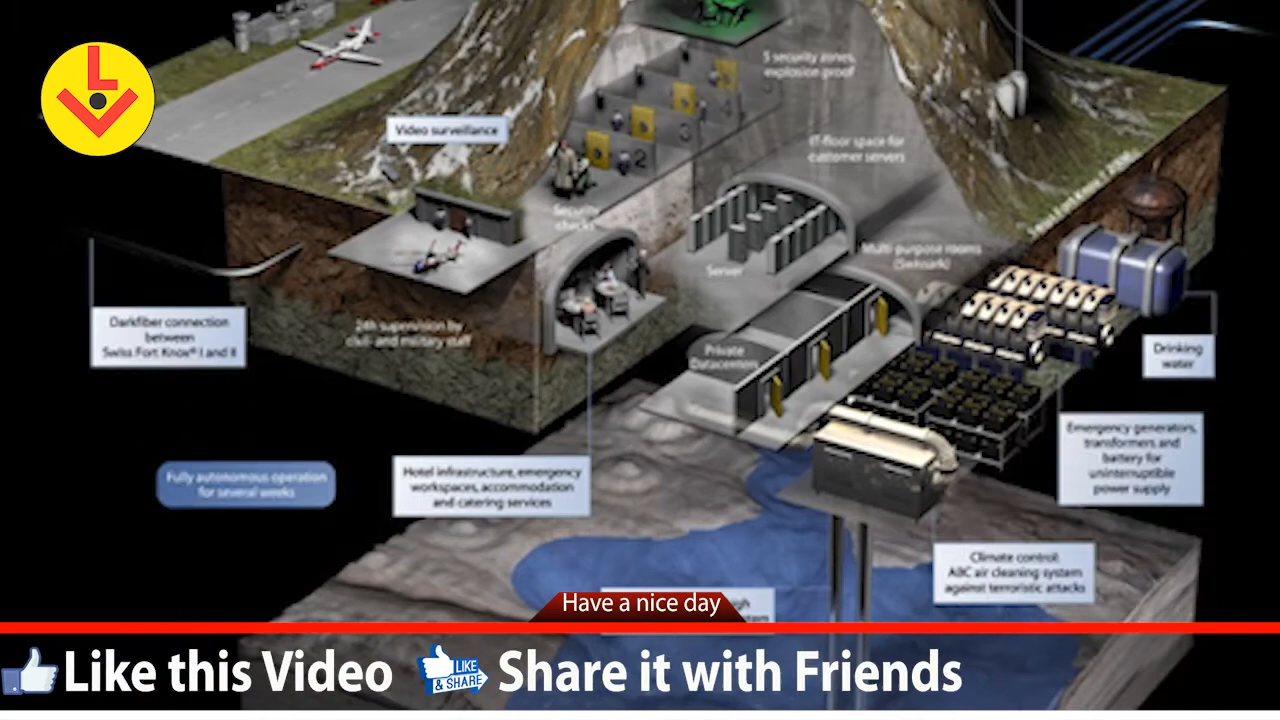 L
5 security zones,
explosion proof
Video surveillance
IT-floor space for
customer servers
2
Security
checks
Multi-purpose rooms
(Swissark)
Server
Darkfiber connection
between
Swiss Fort Knox® I and II
24h supervision by
civil- and military staff
Private
Datacenters
Drinking
water
Emergency generators,
transformers and
battery for
uninterruptible
power supply
Fully autonomous operation
for several weeks
Hotel infrastructure, emergency
workspaces, accommodation
and catering services
Climate control:
ABC air cleaning system
against terroristic attacks
Have a nice day
Like this Video
LIKE
& SHARE
Share it with Friends